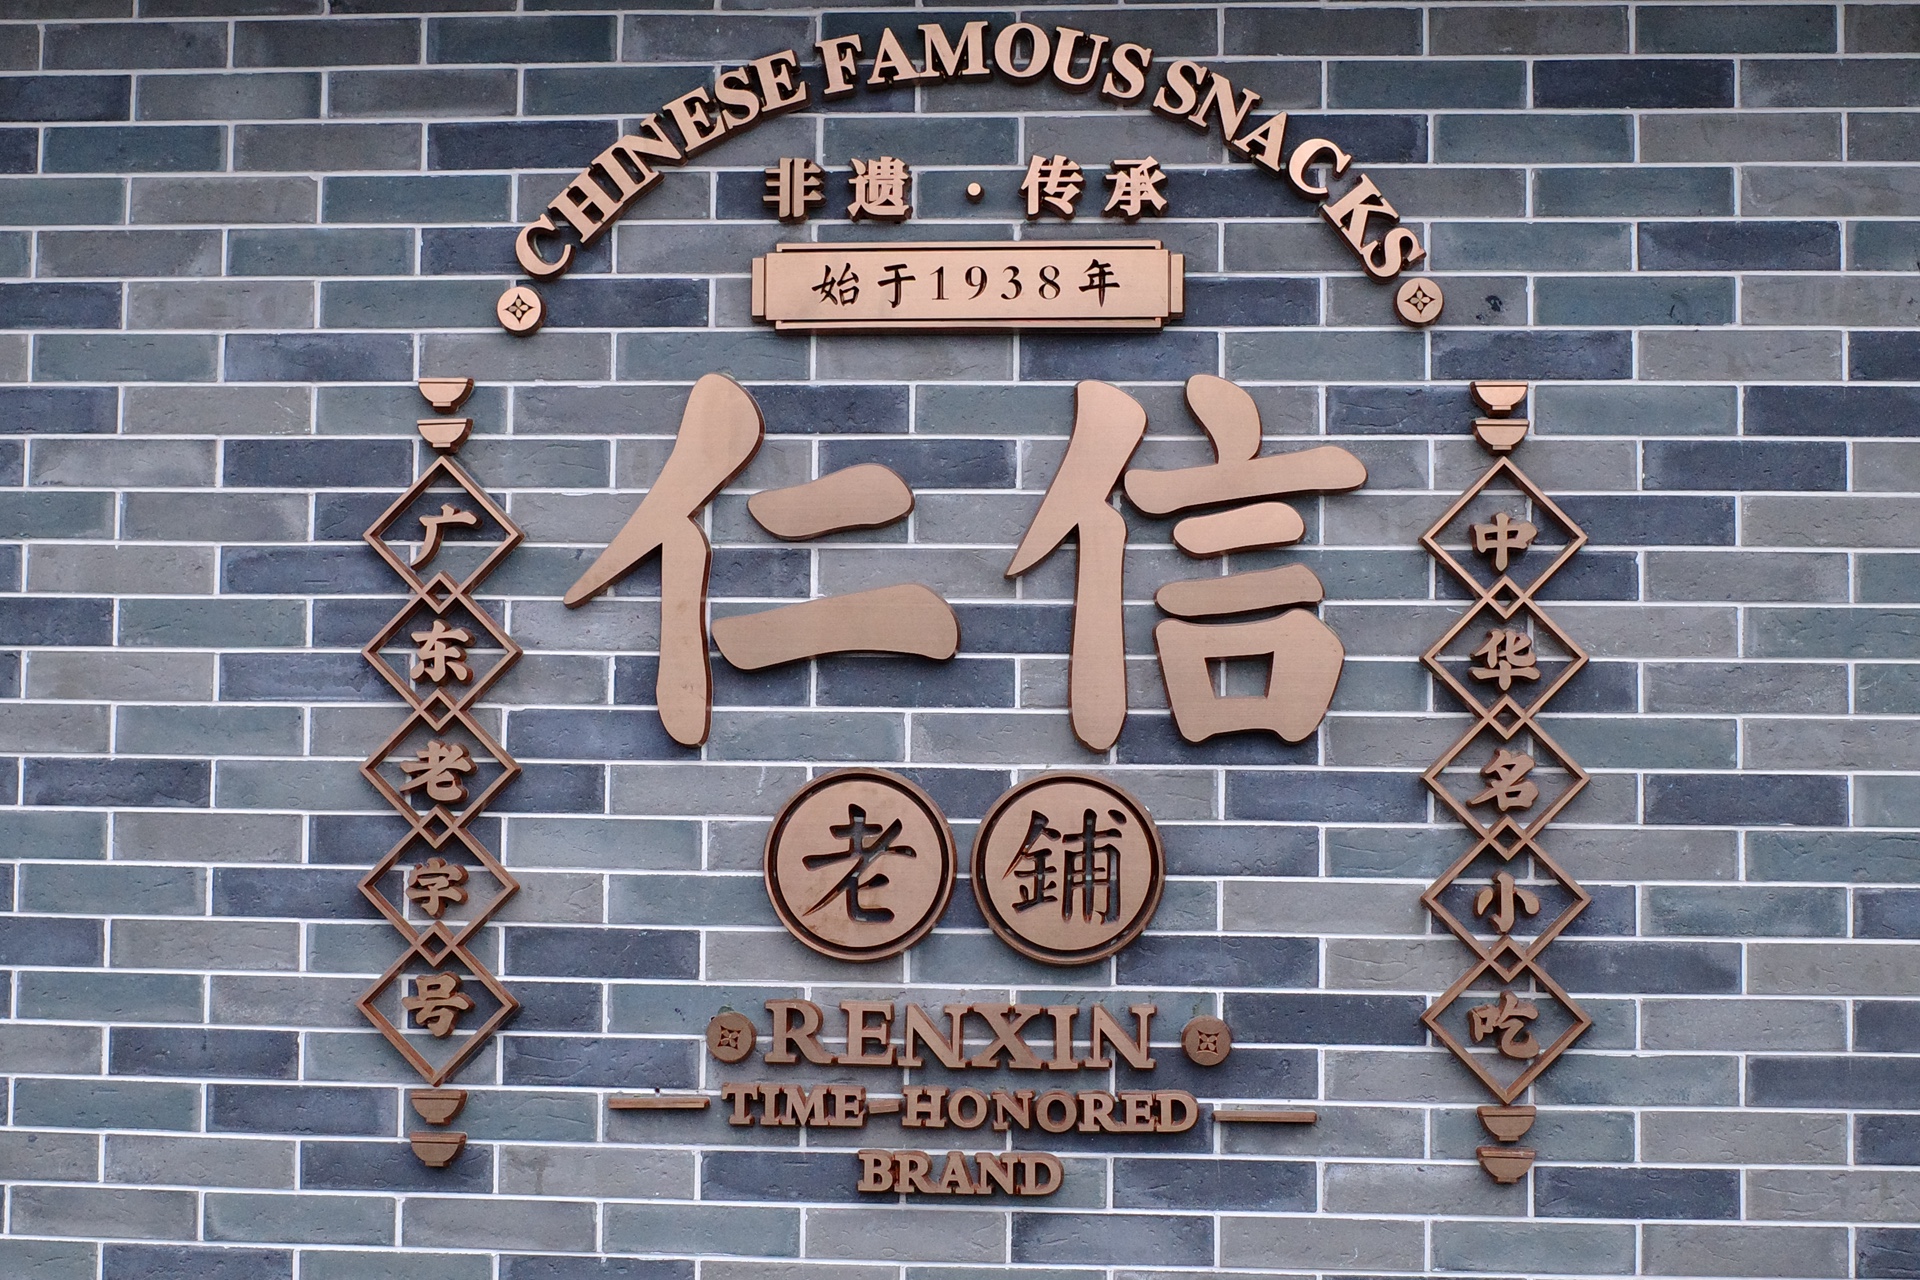 CHINESE FAMOUS SNACKS
非遗·传承
始于1938年
广东老字号
仁信
中华名小吃
老鋪
RENXIN
TIME-HONORED
BRAND